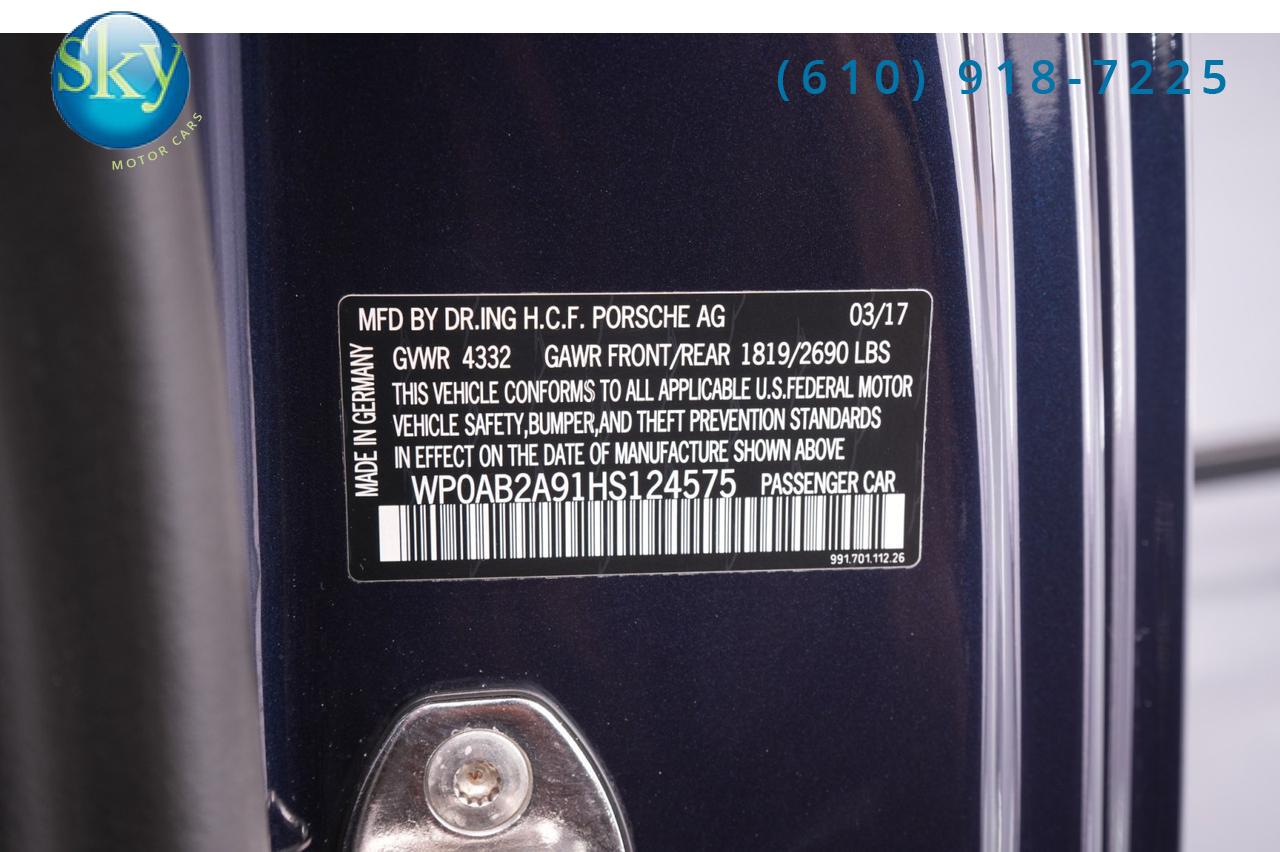 Sky
MOTOR CARS
(610) 918-7225
MFD BY DR.ING H.C.F. PORSCHE AG 03/17
GVWR 4332 GAWR FRONT/REAR 1819/2690 LBS
THIS VEHICLE CONFORMS TO ALL APPLICABLE U.S.FEDERAL MOTOR
VEHICLE SAFETY,BUMPER,AND THEFT PREVENTION STANDARDS
IN EFFECT ON THE DATE OF MANUFACTURE SHOWN ABOVE
WP0AB2A91HS124575 PASSENGER CAR
991.701.112.26
MADE IN GERMANY